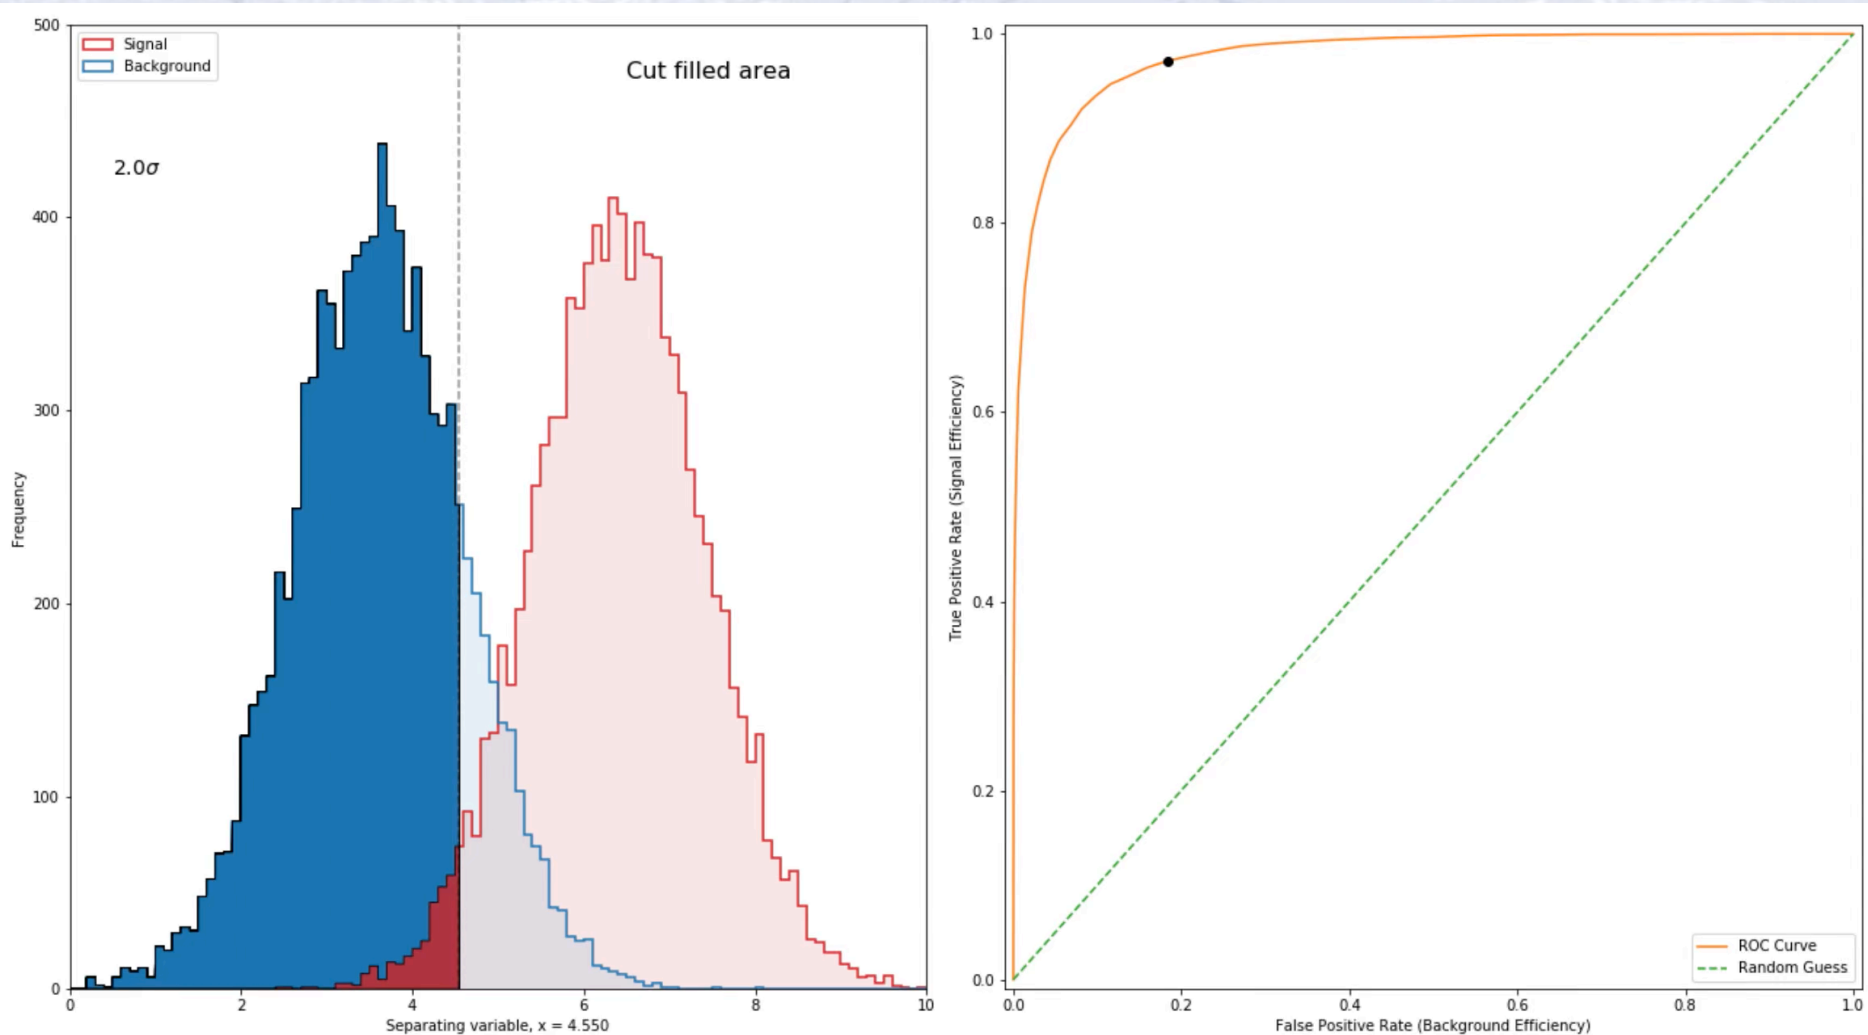 Signal
Background
Cut filled area
2.0σ
500
400
300
200
100
0
Frequency
0 2 4 6 8 10
Separating variable, x = 4.550
1.0
0.8
0.6
0.4
0.2
0.0
True Positive Rate (Signal Efficiency)
ROC Curve
Random Guess
0.0 0.2 0.4 0.6 0.8 1.0
False Positive Rate (Background Efficiency)